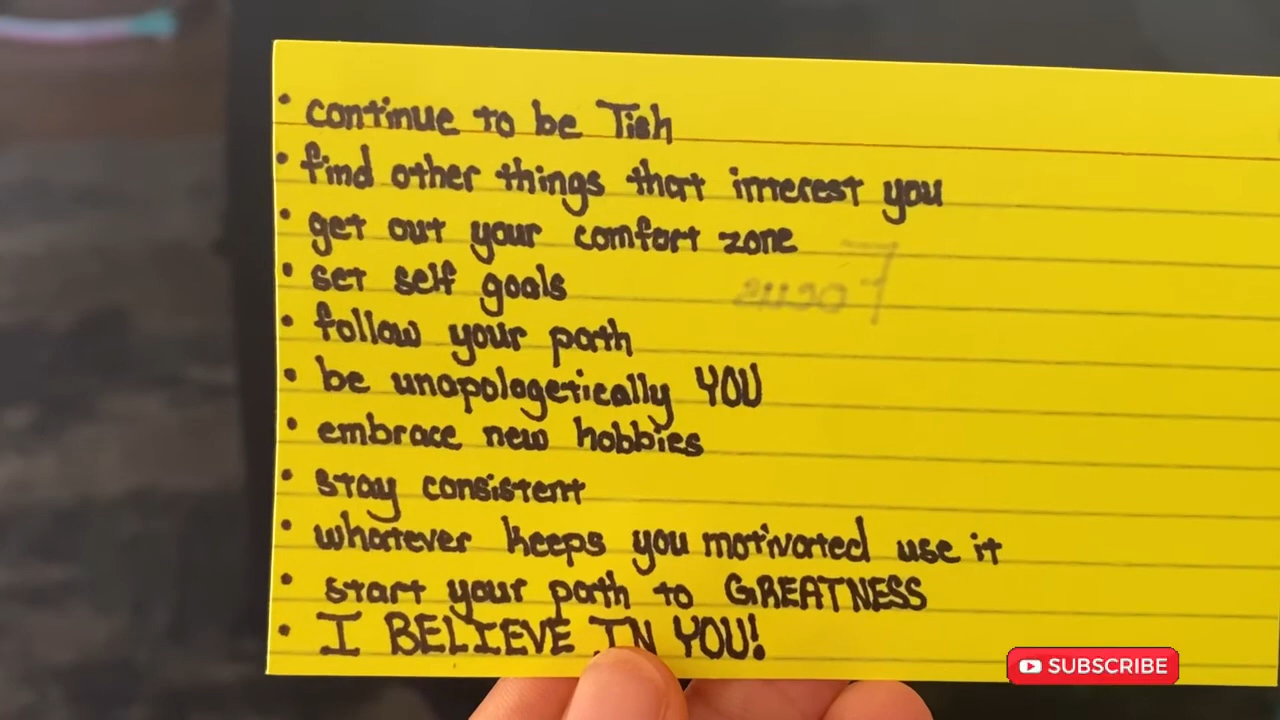 • continue to be Tish
• find other things that interest you
• get out your comfort zone
• set self goals
Focus
• follow your path
• be unapologetically YOU
• embrace new hobbies
• stay consistent
• whatever keeps you motivated use it
• start your path to GREATNESS
• I BELIEVE IN YOU!
SUBSCRIBE